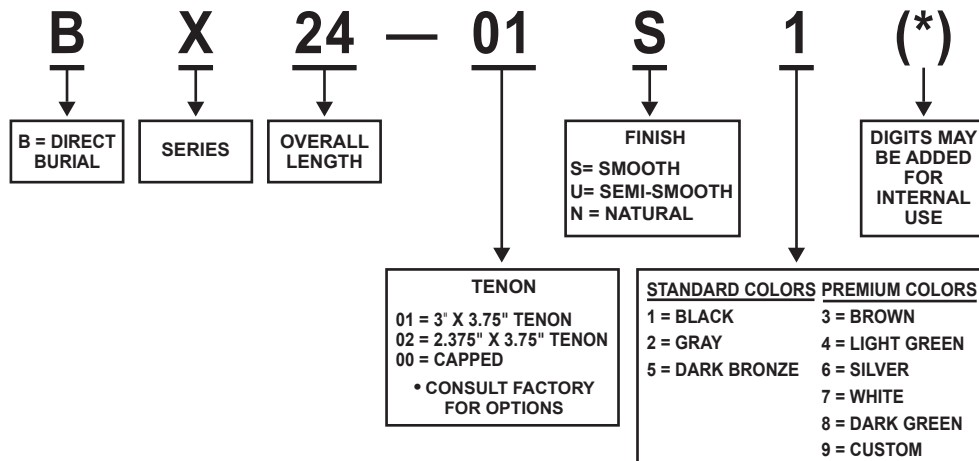 B X 24 — 01 S 1 (*)
B = DIRECT
BURIAL
SERIES
OVERALL
LENGTH
FINISH
S= SMOOTH
U= SEMI-SMOOTH
N = NATURAL
DIGITS MAY
BE ADDED
FOR
INTERNAL
USE
TENON
01 = 3" X 3.75" TENON
02 = 2.375" X 3.75" TENON
00 = CAPPED
• CONSULT FACTORY
FOR OPTIONS
STANDARD COLORS
1 = BLACK
2 = GRAY
5 = DARK BRONZE
PREMIUM COLORS
3 = BROWN
4 = LIGHT GREEN
6 = SILVER
7 = WHITE
8 = DARK GREEN
9 = CUSTOM